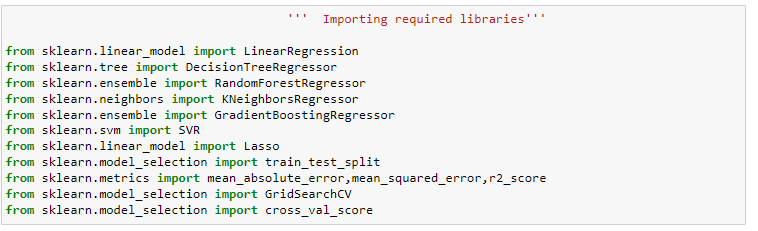 '''  Importing required libraries'''
from sklearn.linear_model import LinearRegression
from sklearn.tree import DecisionTreeRegressor
from sklearn.ensemble import RandomForestRegressor
from sklearn.neighbors import KNeighborsRegressor
from sklearn.ensemble import GradientBoostingRegressor
from sklearn.svm import SVR
from sklearn.linear_model import Lasso
from sklearn.model_selection import train_test_split
from sklearn.metrics import mean_absolute_error,mean_squared_error,r2_score
from sklearn.model_selection import GridSearchCV
from sklearn.model_selection import cross_val_score